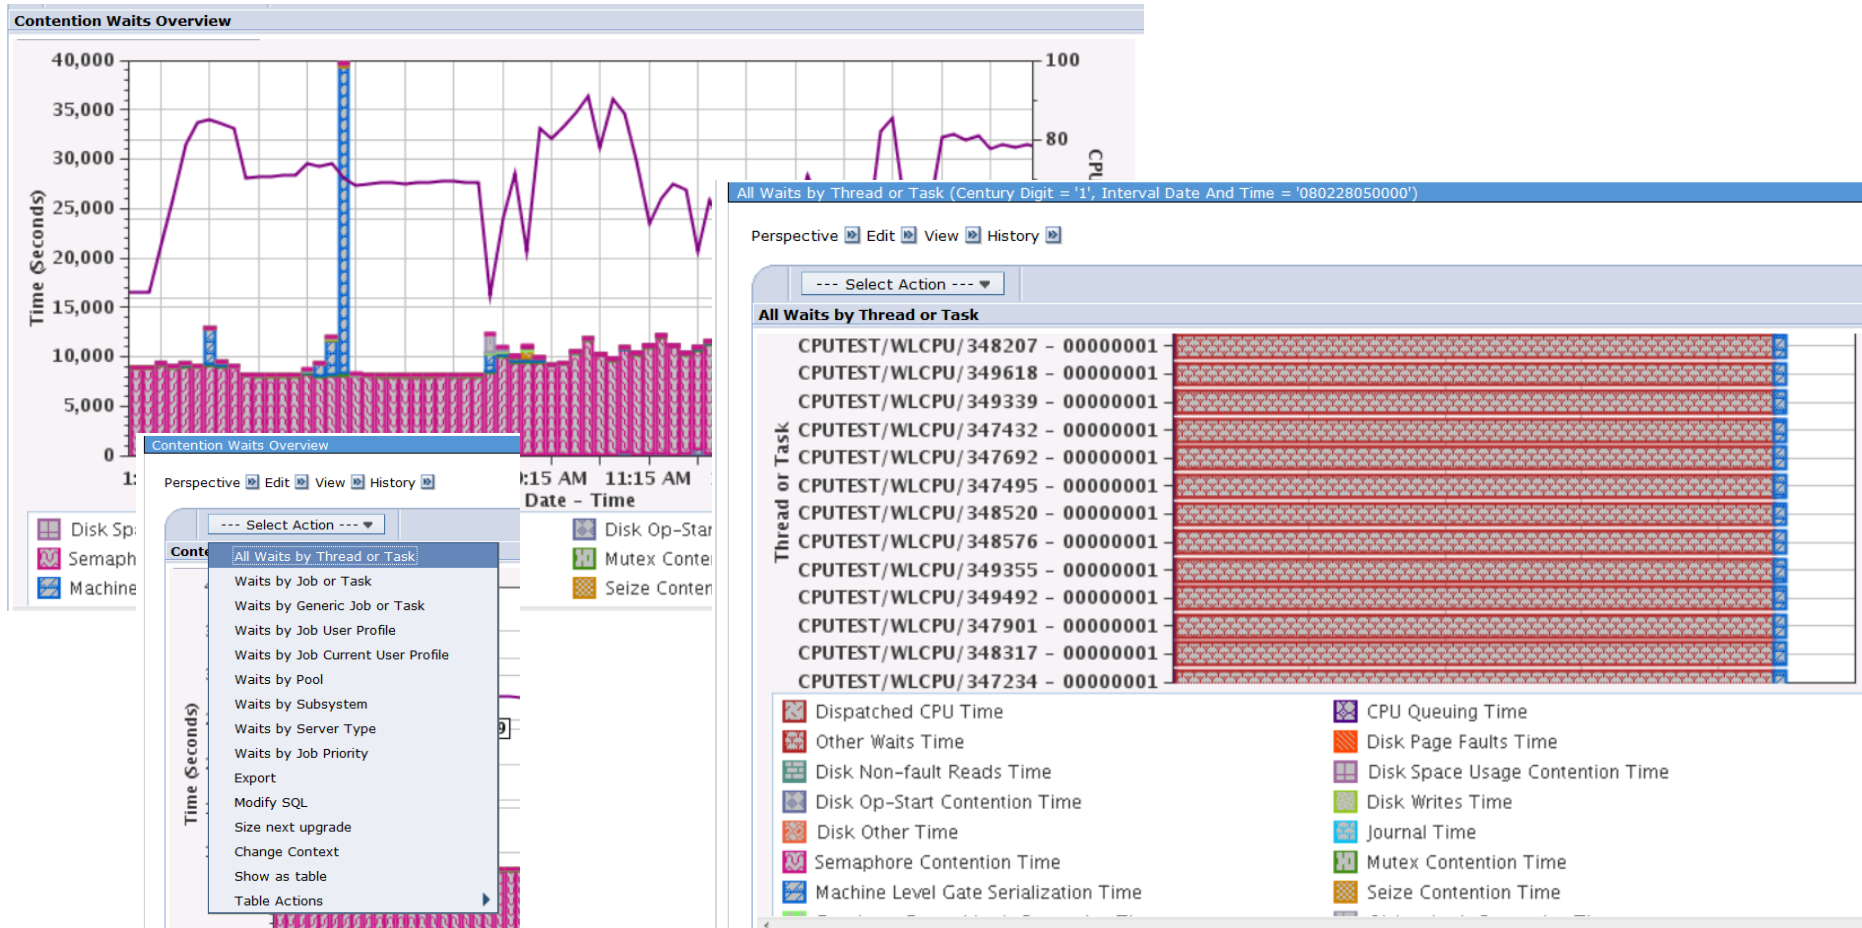 Contention Waits Overview
40,000
35,000
30,000
25,000
20,000
15,000
10,000
5,000
0
Time (Seconds)
100
80
CPU
1:
:15 AM 11:15 AM
Date - Time
Disk Spa
Semaph
Machine
Disk Op-Star
Mutex Conter
Seize Conter
Contention Waits Overview
Perspective Edit View History
--- Select Action ---
Conte
All Waits by Thread or Task
Waits by Job or Task
Waits by Generic Job or Task
Waits by Job User Profile
Waits by Job Current User Profile
Waits by Pool
Waits by Subsystem
Waits by Server Type
Waits by Job Priority
Export
Modify SQL
Size next upgrade
Change Context
Show as table
Table Actions
Time (Seconds)
9
All Waits by Thread or Task (Century Digit = '1', Interval Date And Time = '080228050000')
Perspective Edit View History
--- Select Action ---
All Waits by Thread or Task
Thread or Task
CPUTEST/WLCPU/348207 - 00000001
CPUTEST/WLCPU/349618 - 00000001
CPUTEST/WLCPU/349339 - 00000001
CPUTEST/WLCPU/347432 - 00000001
CPUTEST/WLCPU/347692 - 00000001
CPUTEST/WLCPU/347495 - 00000001
CPUTEST/WLCPU/348520 - 00000001
CPUTEST/WLCPU/348576 - 00000001
CPUTEST/WLCPU/349355 - 00000001
CPUTEST/WLCPU/349492 - 00000001
CPUTEST/WLCPU/347901 - 00000001
CPUTEST/WLCPU/348317 - 00000001
CPUTEST/WLCPU/347234 - 00000001
Dispatched CPU Time
Other Waits Time
Disk Non-fault Reads Time
Disk Op-Start Contention Time
Disk Other Time
Semaphore Contention Time
Machine Level Gate Serialization Time
CPU Queuing Time
Disk Page Faults Time
Disk Space Usage Contention Time
Disk Writes Time
Journal Time
Mutex Contention Time
Seize Contention Time